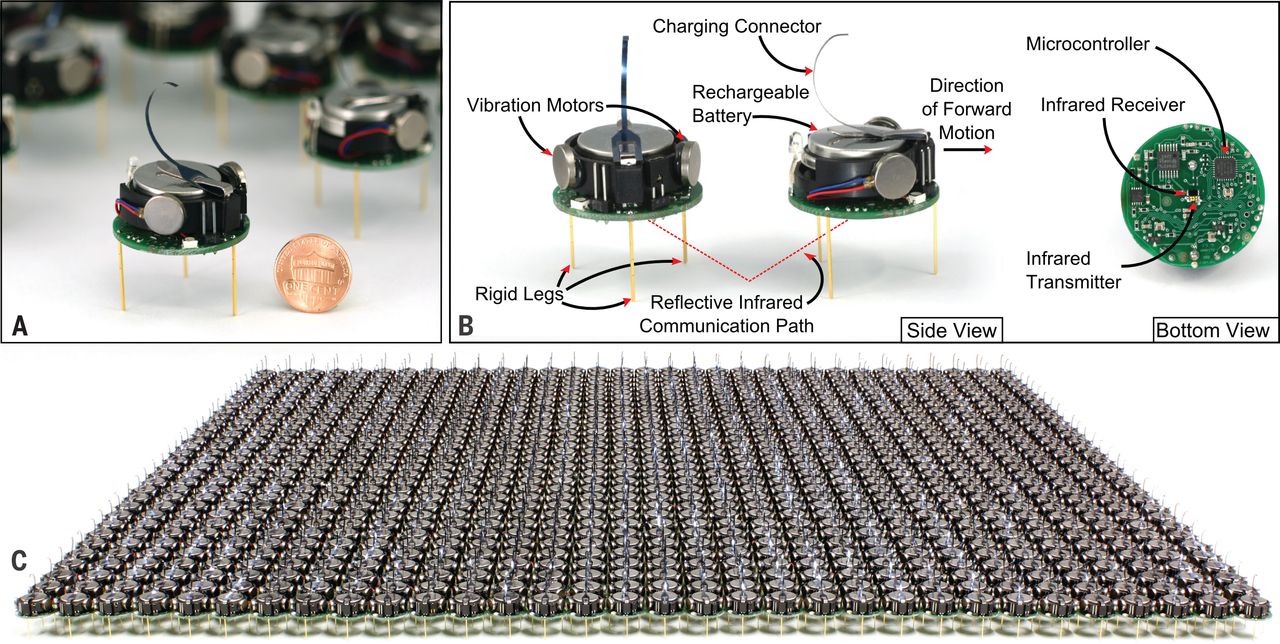 A
ONE CENT
B
Charging Connector
Vibration Motors
Rechargeable
Battery
Direction
of Forward
Motion
Rigid Legs
Reflective Infrared
Communication Path
Side View
Microcontroller
Infrared Receiver
Infrared
Transmitter
Bottom View
C